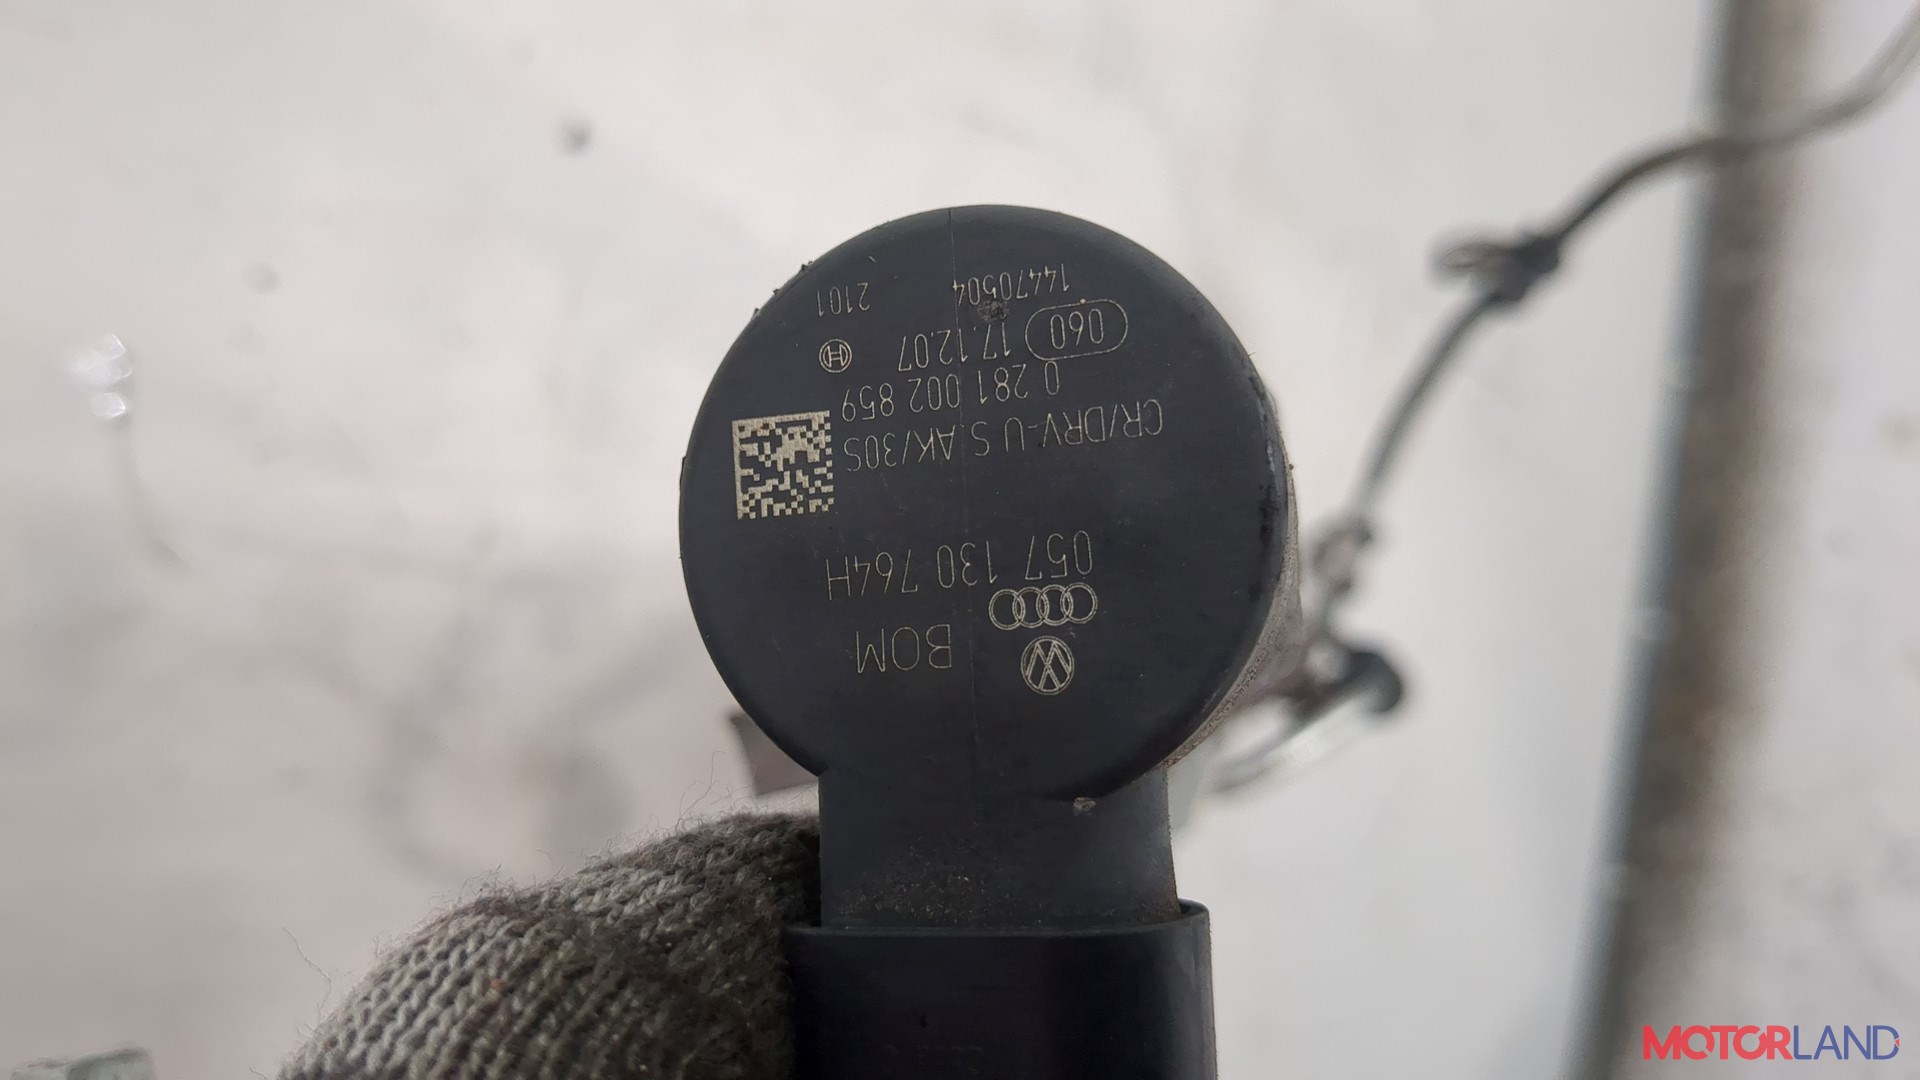 BOM
057 130 764H
CR/DRV-U S AK/30S
0 281 002 859
060 17.12.07
14470504 2101
MOTORLAND